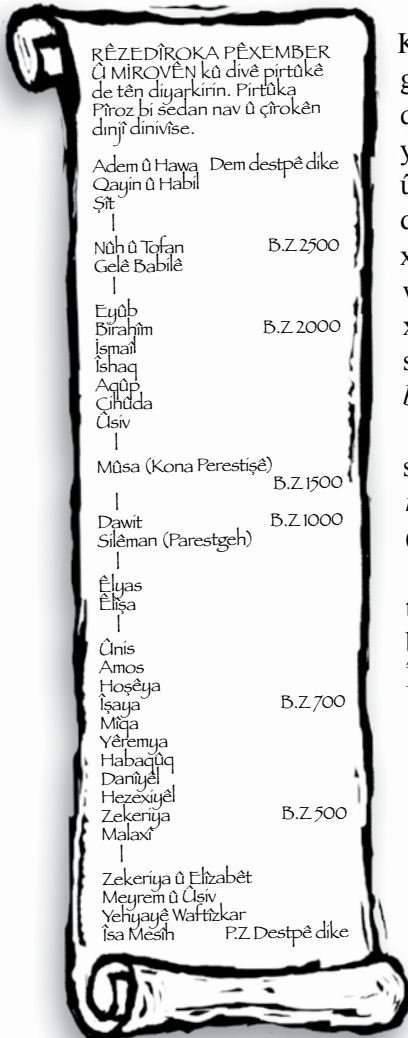 RÊZEDÎROKA PÊXEMBER
Û MIROVÊN kû divê pirtûkê
de tên diyarkirin. Pirtûka
Pîroz bi sedan nav û çîrokên
dinjî dinivîse.
Adem û Hawa Dem destpê dike
Qayin û Habîl
Şît
Nûh û Tofan B.Z 2500
Gelê Babilê
Eyûb
Birahîm B.Z 2000
Îsmaîl
Îshaq
Aqûp
Cihûda
Ûsiv
Mûsa (Kona Perestişê)
B.Z 1500
Dawit B.Z 1000
Silêman (Parestgeh)
Êlyas
Êlîşa
Ûnis
Amos
Hoşêya
Îşaya B.Z 700
Mîqa
Yêremya
Habaqûq
Danîyêl
Hezexiyêl
Zekeriya B.Z 500
Malaxî
Zekeriya û Elîzabêt
Meyrem û Ûsiv
Yehyayê Waftîzkar
Îsa Mesîh P.Z Destpê dike